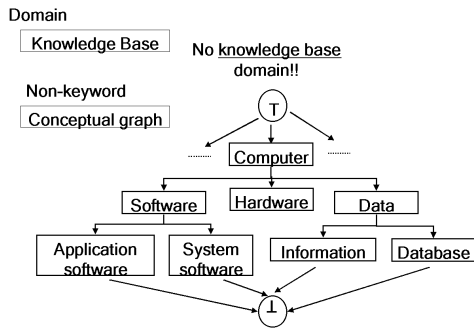 Domain
Knowledge Base
No knowledge base
domain!!
Non-keyword
Conceptual graph
T
..........
Computer
..........
Software
Hardware
Data
Application
software
System
software
Information
Database
⊥